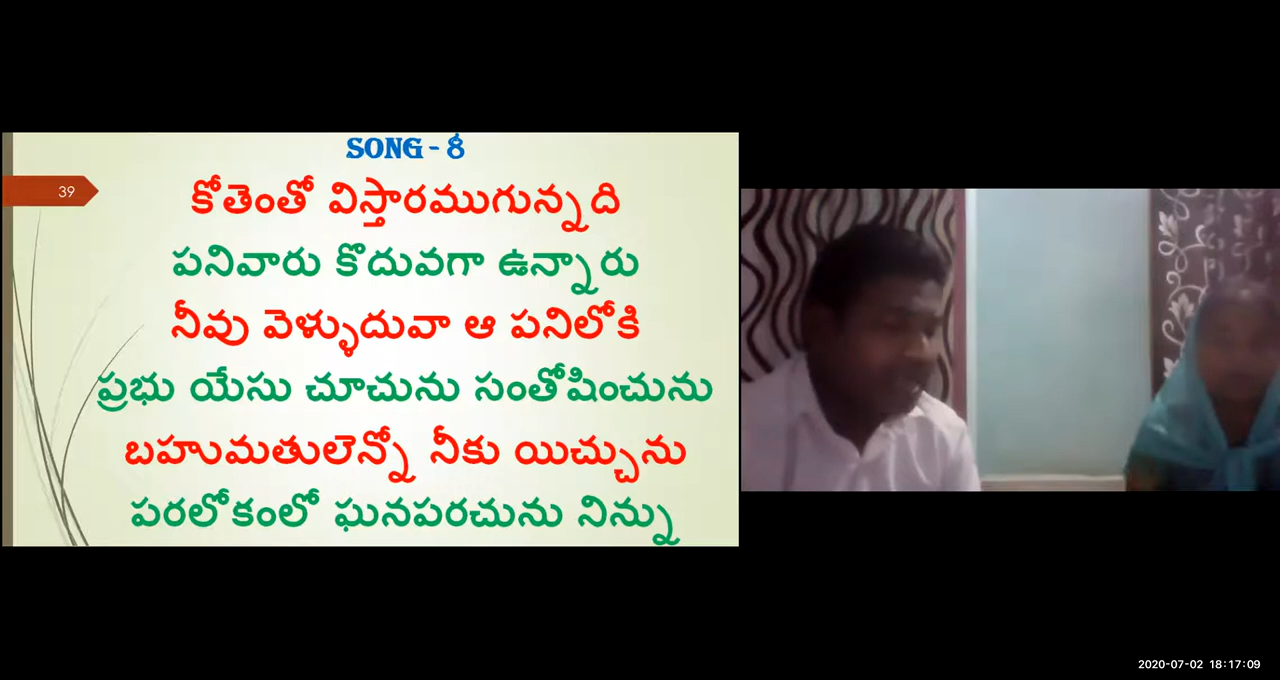 SONG - 8
39
కోతెంతో విస్తారముగున్నది
పనివారు కొదువగా ఉన్నారు
నీవు వెళ్ళుదువా ఆ పనిలోకి
ప్రభు యేసు చూచును సంతోషించును
బహుమతులెన్నో నీకు యిచ్చును
పరలోకంలో ఘనపరచును నిన్ను
2020-07-02 18:17:09